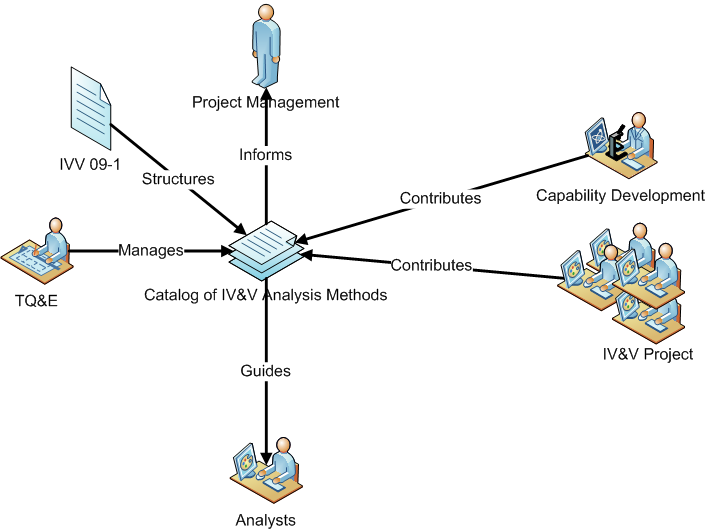 Project Management
IVV 09-1
Informs
Structures
Contributes
Capability Development
Manages
Contributes
TQ&E
Catalog of IV&V Analysis Methods
IV&V Project
Guides
Analysts